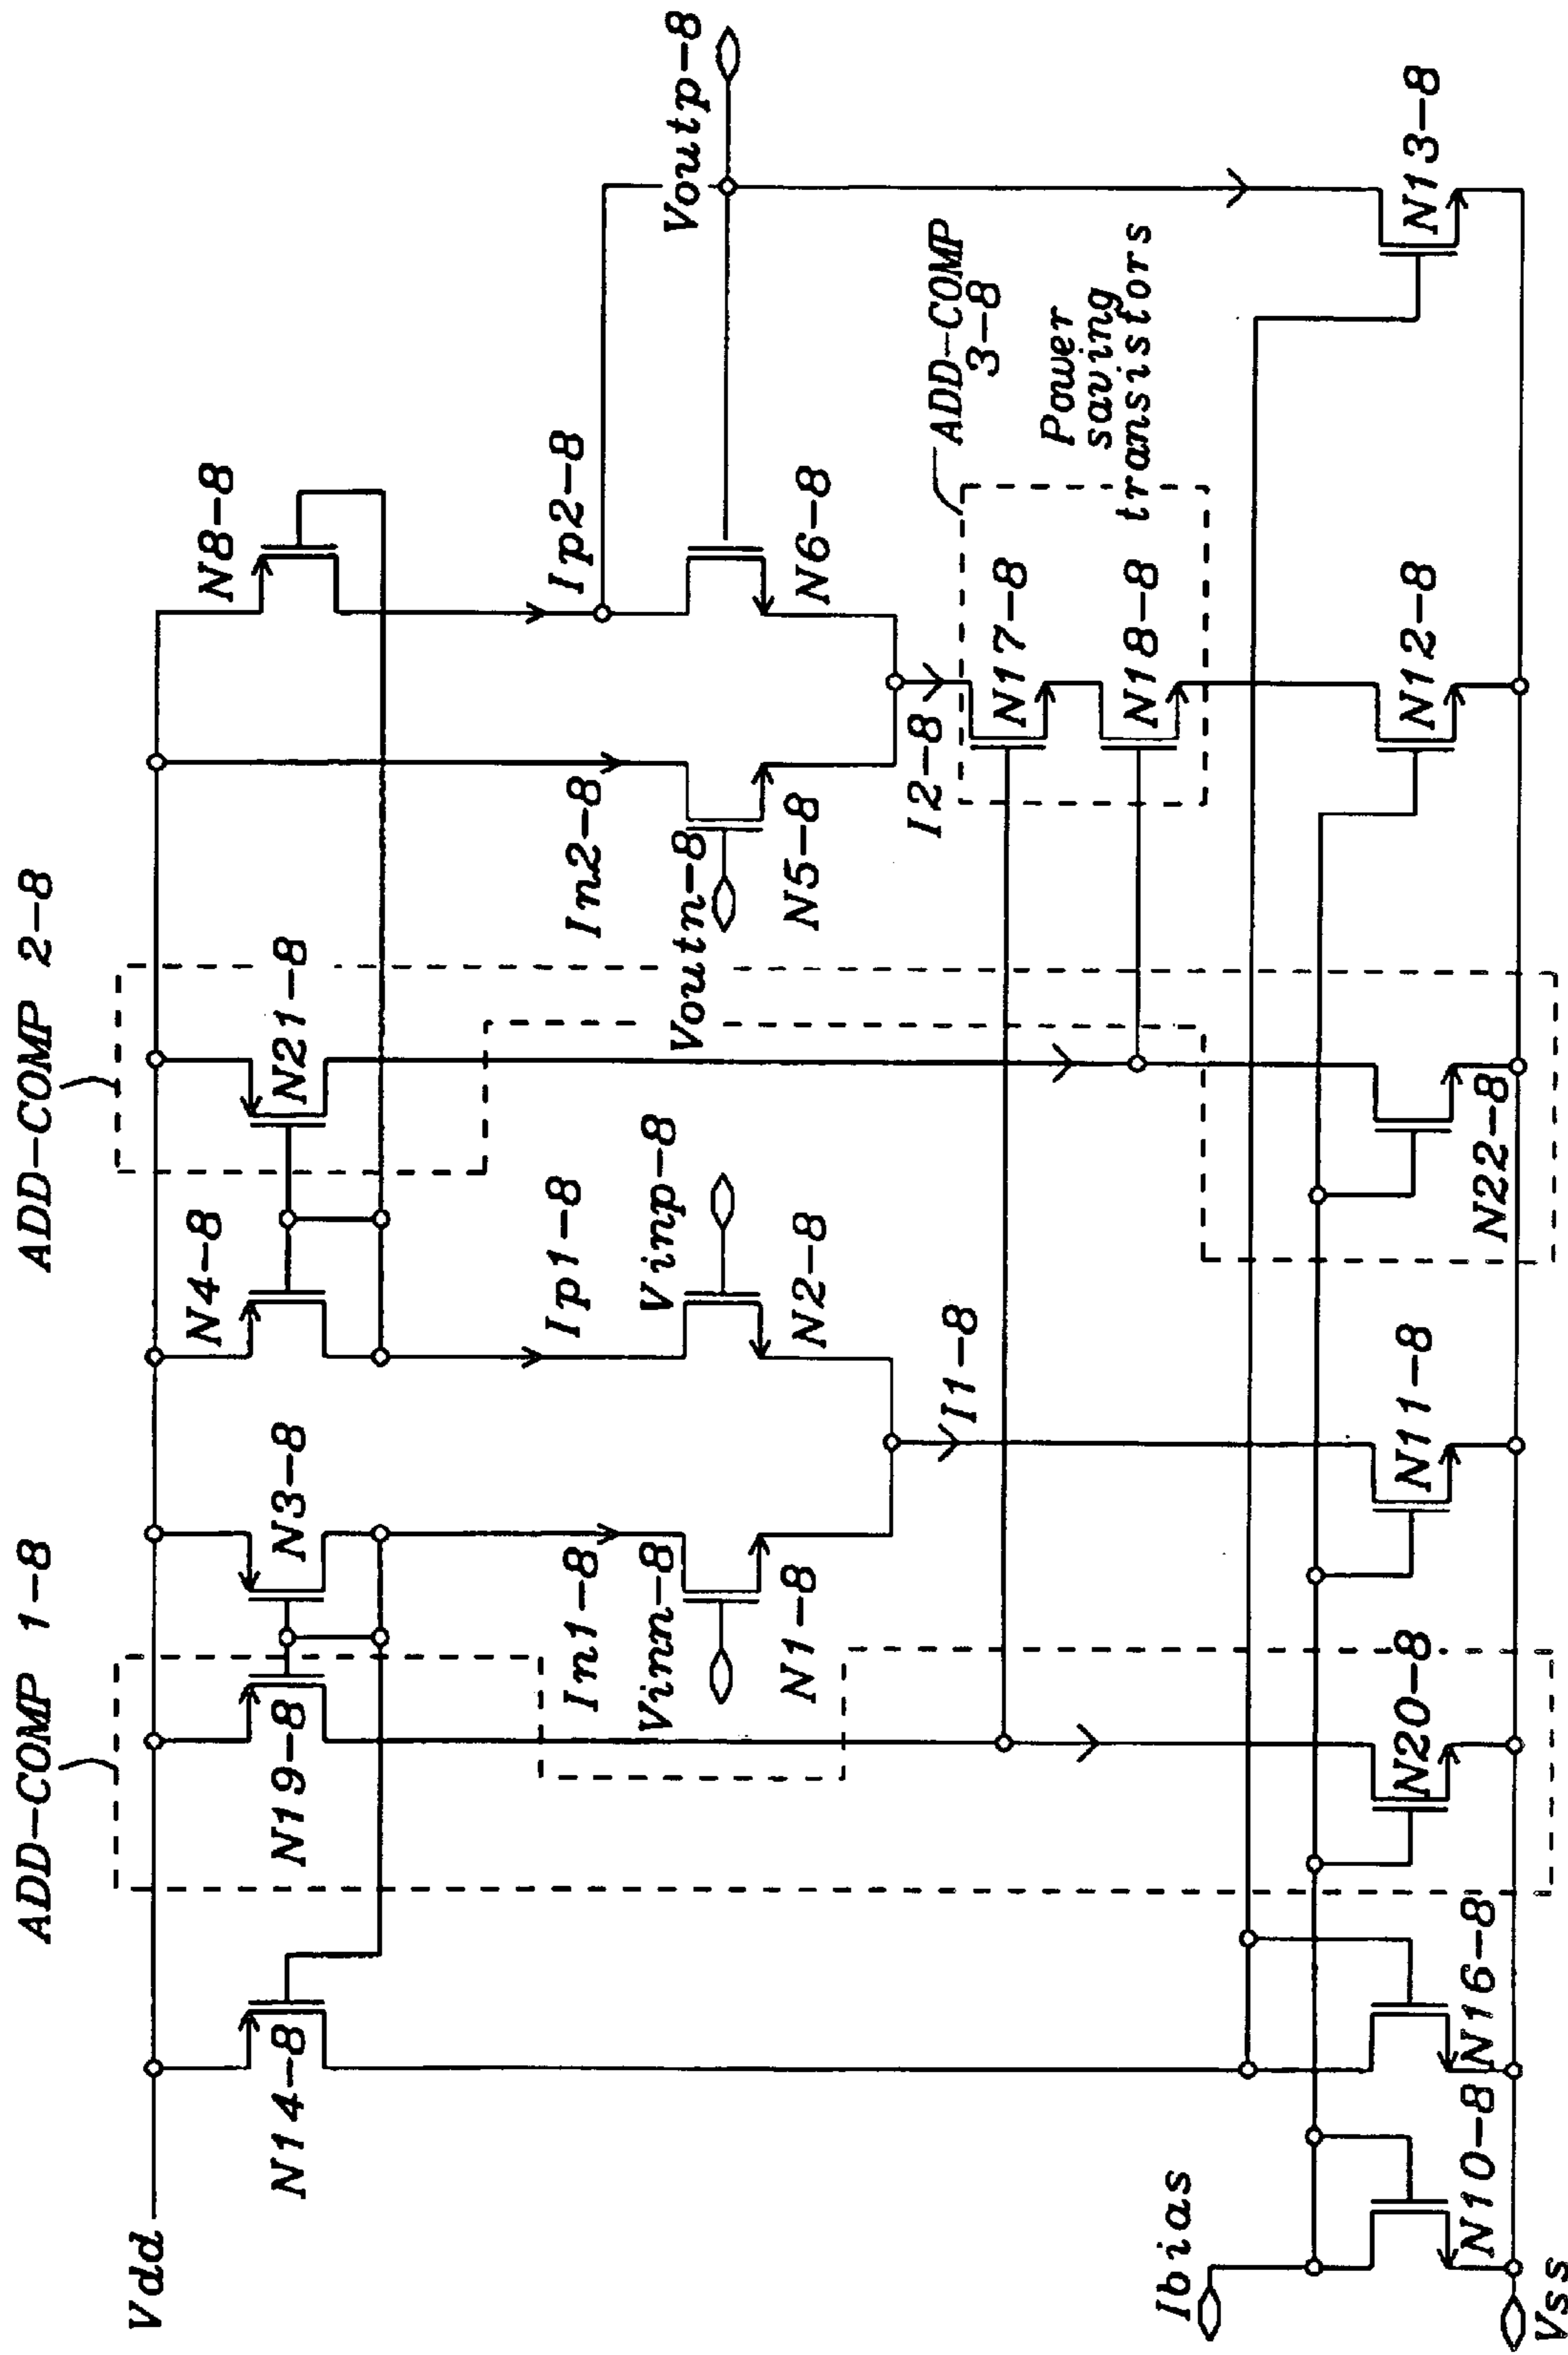 ADD-COMP 1-8
ADD-COMP 2-8
Vdd
N14-8
N19-8
N3-8
N4-8
N21-8
N8-8
In1-8
Ip1-8
In2-8
Ip2-8
Vinn-8
Vinp-8
Voutn-8
Voutp-8
N1-8
N2-8
N5-8
N6-8
I1-8
I2-8
ADD-COMP
3-8
N17-8
N18-8
Power
saving
transistors
Ibias
N10-8
N16-8
N20-8
N11-8
N22-8
N12-8
N13-8
Vss